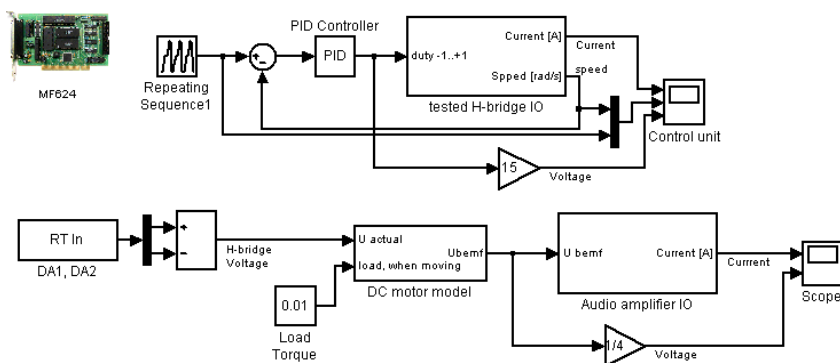 MF624
PID Controller
Repeating
Sequence1
+
−
PID
duty -1..+1
Current [A]
Spped [rad/s]
tested H-bridge IO
Current
speed
Control unit
15
Voltage
RT In
DA1, DA2
+
−
H-bridge
Voltage
U actual
load, when moving
Ubemf
DC motor model
0.01
Load
Torque
U bemf
Current [A]
Audio amplifier IO
Currrent
1/4
Voltage
Scope